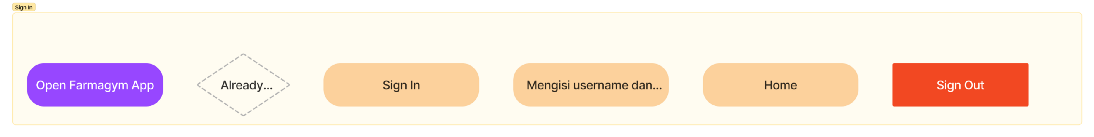 Sign in
Open Farmagym App
Already...
Sign In
Mengisi username dan...
Home
Sign Out